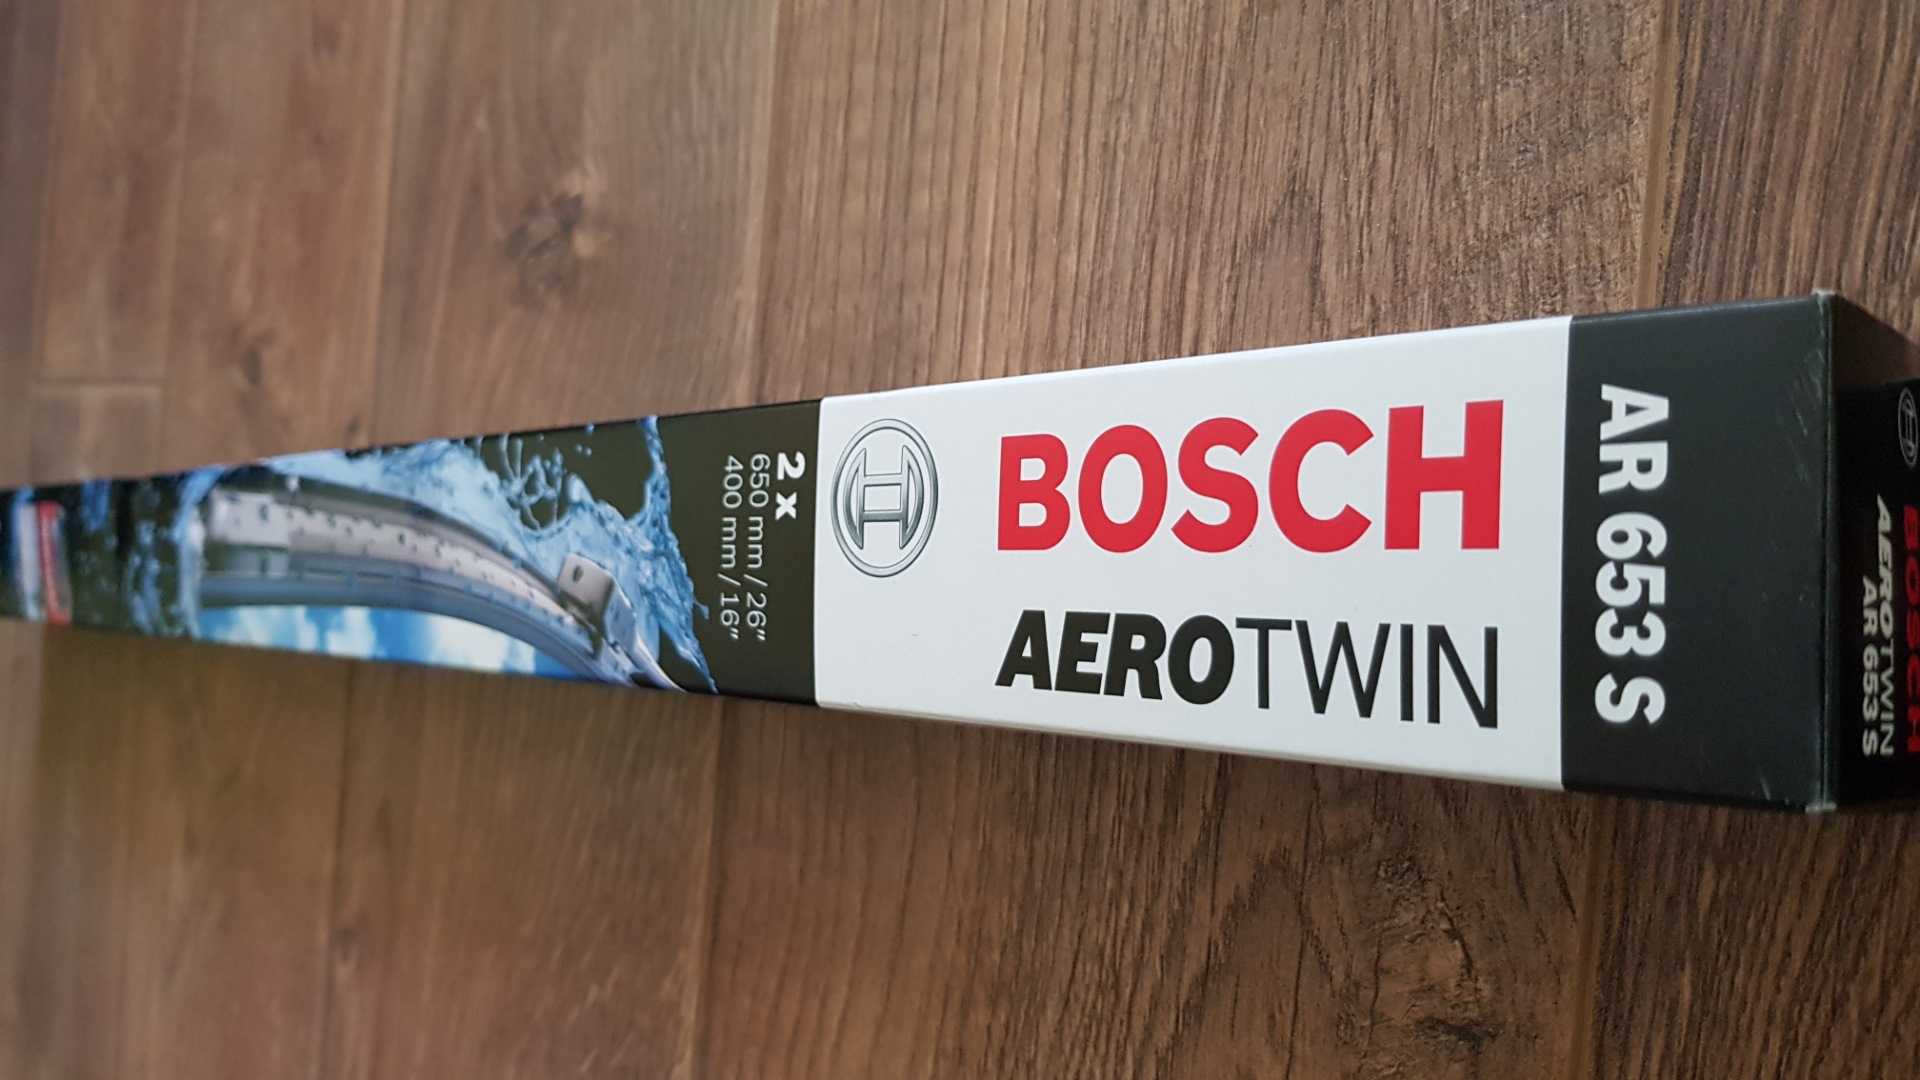 BOSCH
AEROTWIN
AR 653 S
2 x
650 mm / 26"
400 mm / 16"
BOSCH
AEROTWIN
AR 653 S